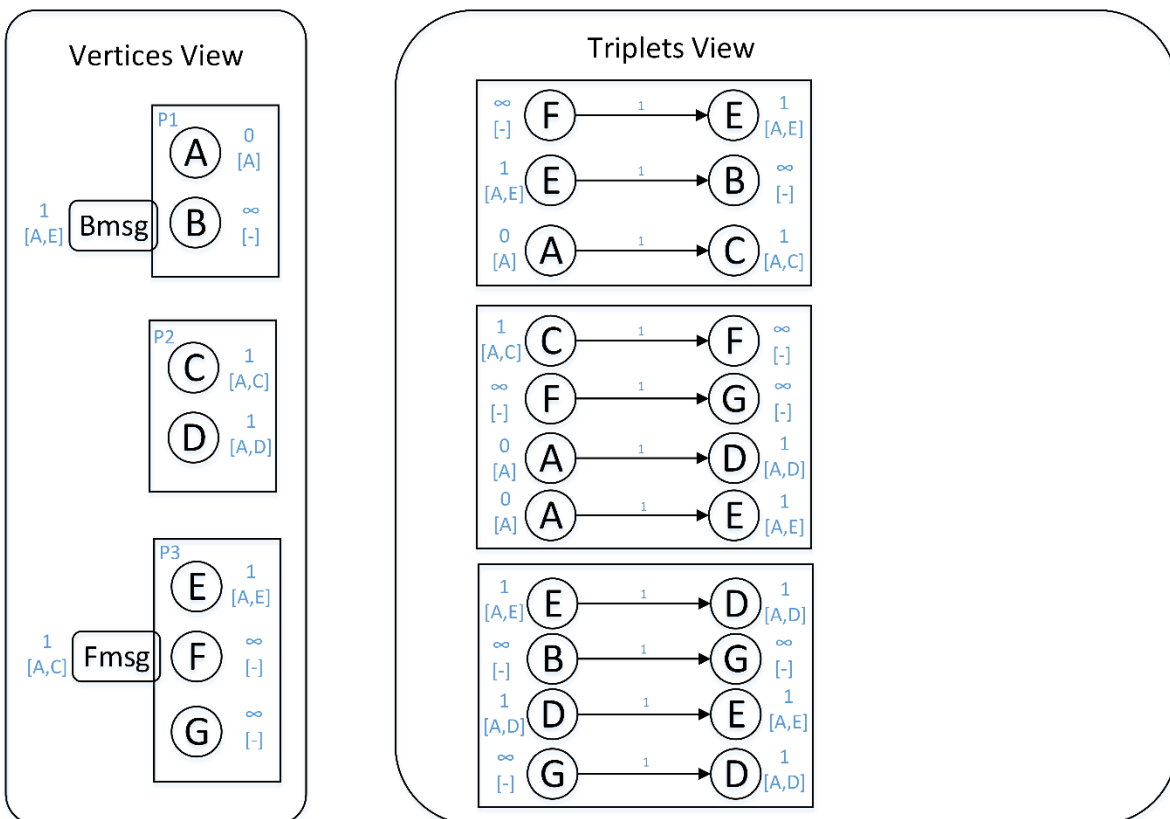 Vertices View
P1
A
0
[A]
1
[A,E]
Bmsg
B
∞
[-]
P2
C
1
[A,C]
D
1
[A,D]
P3
E
1
[A,E]
1
[A,C]
Fmsg
F
∞
[-]
G
∞
[-]
Triplets View
∞
[-]
F
1
E
1
[A,E]
1
[A,E]
E
1
B
∞
[-]
0
[A]
A
1
C
1
[A,C]
1
[A,C]
C
1
F
∞
[-]
∞
[-]
F
1
G
∞
[-]
0
[A]
A
1
D
1
[A,D]
0
[A]
A
1
E
1
[A,E]
1
[A,E]
E
1
D
1
[A,D]
∞
[-]
B
1
G
∞
[-]
1
[A,D]
D
1
E
1
[A,E]
∞
[-]
G
1
D
1
[A,D]